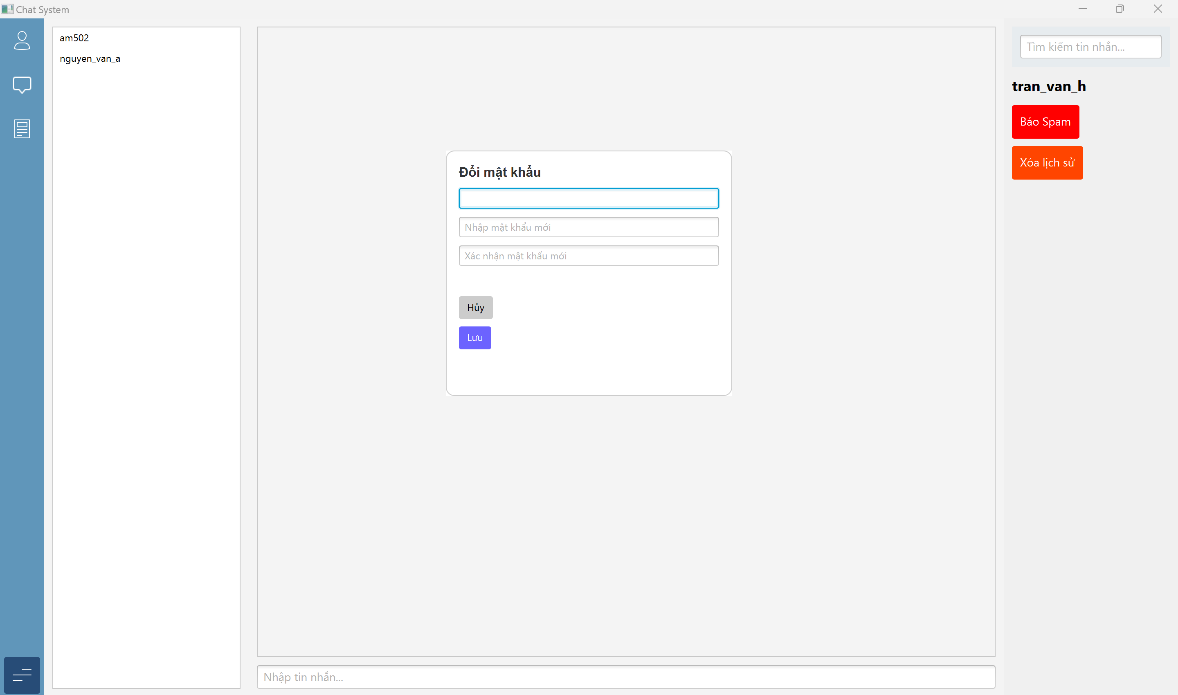 Chat System
am502
nguyen_van_a
Đổi mật khẩu
Nhập mật khẩu mới
Xác nhận mật khẩu mới
Hủy
Lưu
Nhập tin nhắn...
Tìm kiếm tin nhắn...
tran_van_h
Báo Spam
Xóa lịch sử